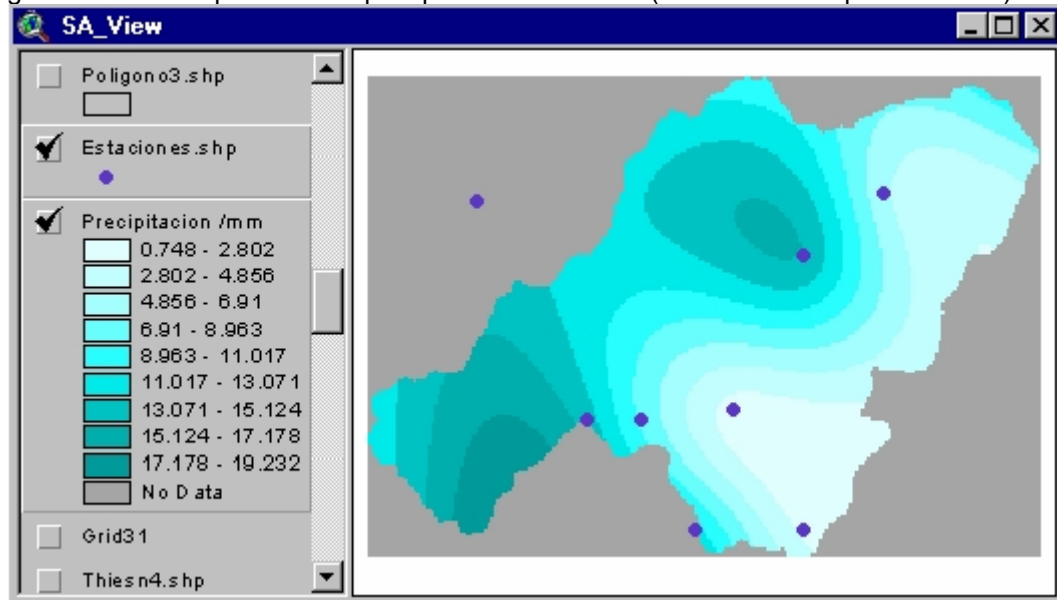 SA_View
Poligono3.shp
Estaciones.shp
Precipitacion /mm
0.748 - 2.802
2.802 - 4.856
4.856 - 6.91
6.91 - 8.963
8.963 - 11.017
11.017 - 13.071
13.071 - 15.124
15.124 - 17.178
17.178 - 19.232
No Data
Grid31
Thiesn4.shp